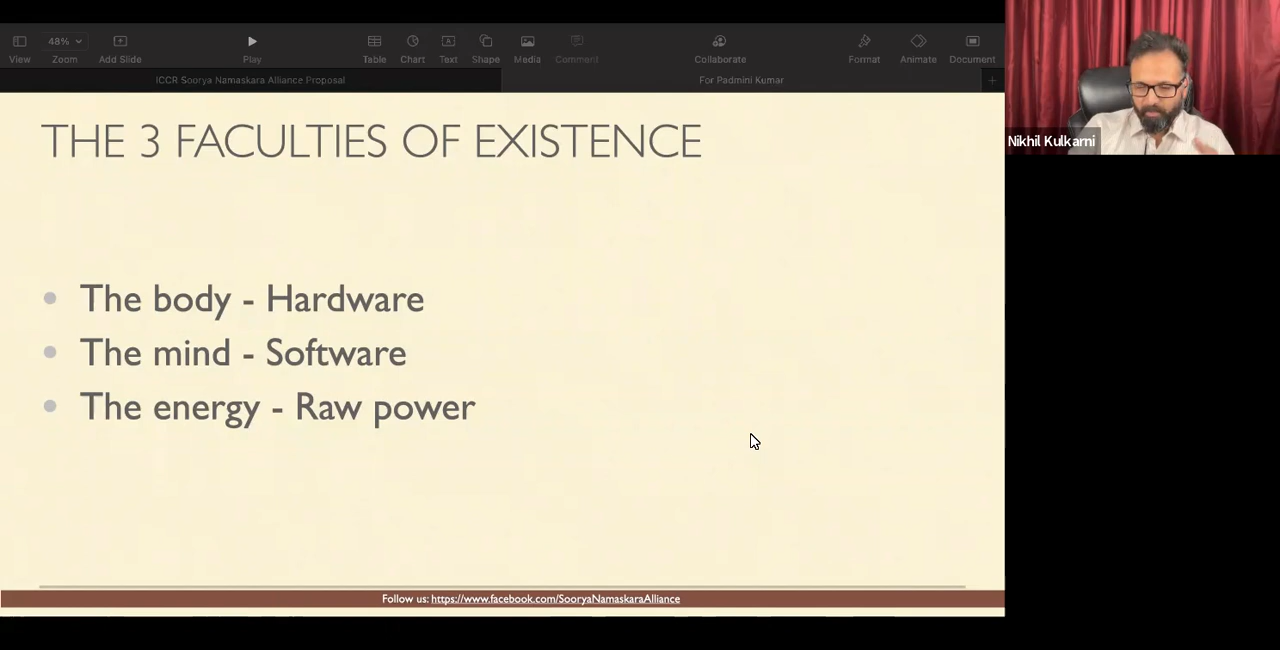 48%
View
Zoom
Add Slide
Play
Table
Chart
Text
Shape
Media
Comment
Collaborate
Format
Animate
Document
ICCR Soorya Namaskara Alliance Proposal
For Padmini Kumar
THE 3 FACULTIES OF EXISTENCE
• The body - Hardware
• The mind - Software
• The energy - Raw power
Follow us: https://www.facebook.com/SooryaNamaskaraAlliance
Nikhil Kulkarni